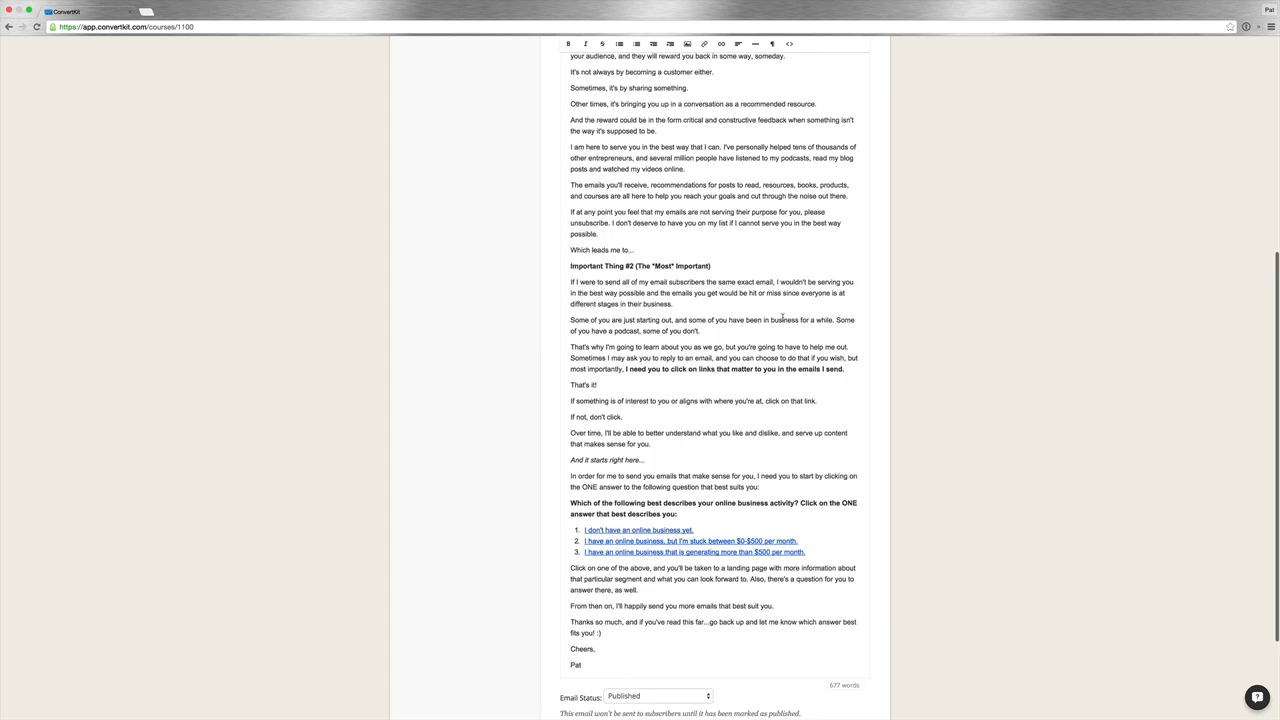 ConvertKit
Pat
https://app.convertkit.com/courses/1100
your audience, and they will reward you back in some way, someday.
It's not always by becoming a customer either.
Sometimes, it's by sharing something.
Other times, it's bringing you up in a conversation as a recommended resource.
And the reward could be in the form critical and constructive feedback when something isn't
the way it's supposed to be.
I am here to serve you in the best way that I can. I've personally helped tens of thousands of
other entrepreneurs, and several million people have listened to my podcasts, read my blog
posts and watched my videos online.
The emails you'll receive, recommendations for posts to read, resources, books, products,
and courses are all here to help you reach your goals and cut through the noise out there.
If at any point you feel that my emails are not serving their purpose for you, please
unsubscribe. I don't deserve to have you on my list if I cannot serve you in the best way
possible.
Which leads me to...
Important Thing #2 (The *Most* Important)
If I were to send all of my email subscribers the same exact email, I wouldn't be serving you
in the best way possible and the emails you get would be hit or miss since everyone is at
different stages in their business.
Some of you are just starting out, and some of you have been in business for a while. Some
of you have a podcast, some of you don't.
That's why I'm going to learn about you as we go, but you're going to have to help me out.
Sometimes I may ask you to reply to an email, and you can choose to do that if you wish, but
most importantly, I need you to click on links that matter to you in the emails I send.
That's it!
If something is of interest to you or aligns with where you're at, click on that link.
If not, don't click.
Over time, I'll be able to better understand what you like and dislike, and serve up content
that makes sense for you.
And it starts right here...
In order for me to send you emails that make sense for you, I need you to start by clicking on
the ONE answer to the following question that best suits you:
Which of the following best describes your online business activity? Click on the ONE
answer that best describes you:
1. I don't have an online business yet.
2. I have an online business, but I'm stuck between $0-$500 per month.
3. I have an online business that is generating more than $500 per month.
Click on one of the above, and you'll be taken to a landing page with more information about
that particular segment and what you can look forward to. Also, there's a question for you to
answer there, as well.
From then on, I'll happily send you more emails that best suit you.
Thanks so much, and if you've read this far...go back up and let me know which answer best
fits you! :)
Cheers,
Pat
677 words
Email Status: Published
This email won't be sent to subscribers until it has been marked as published.